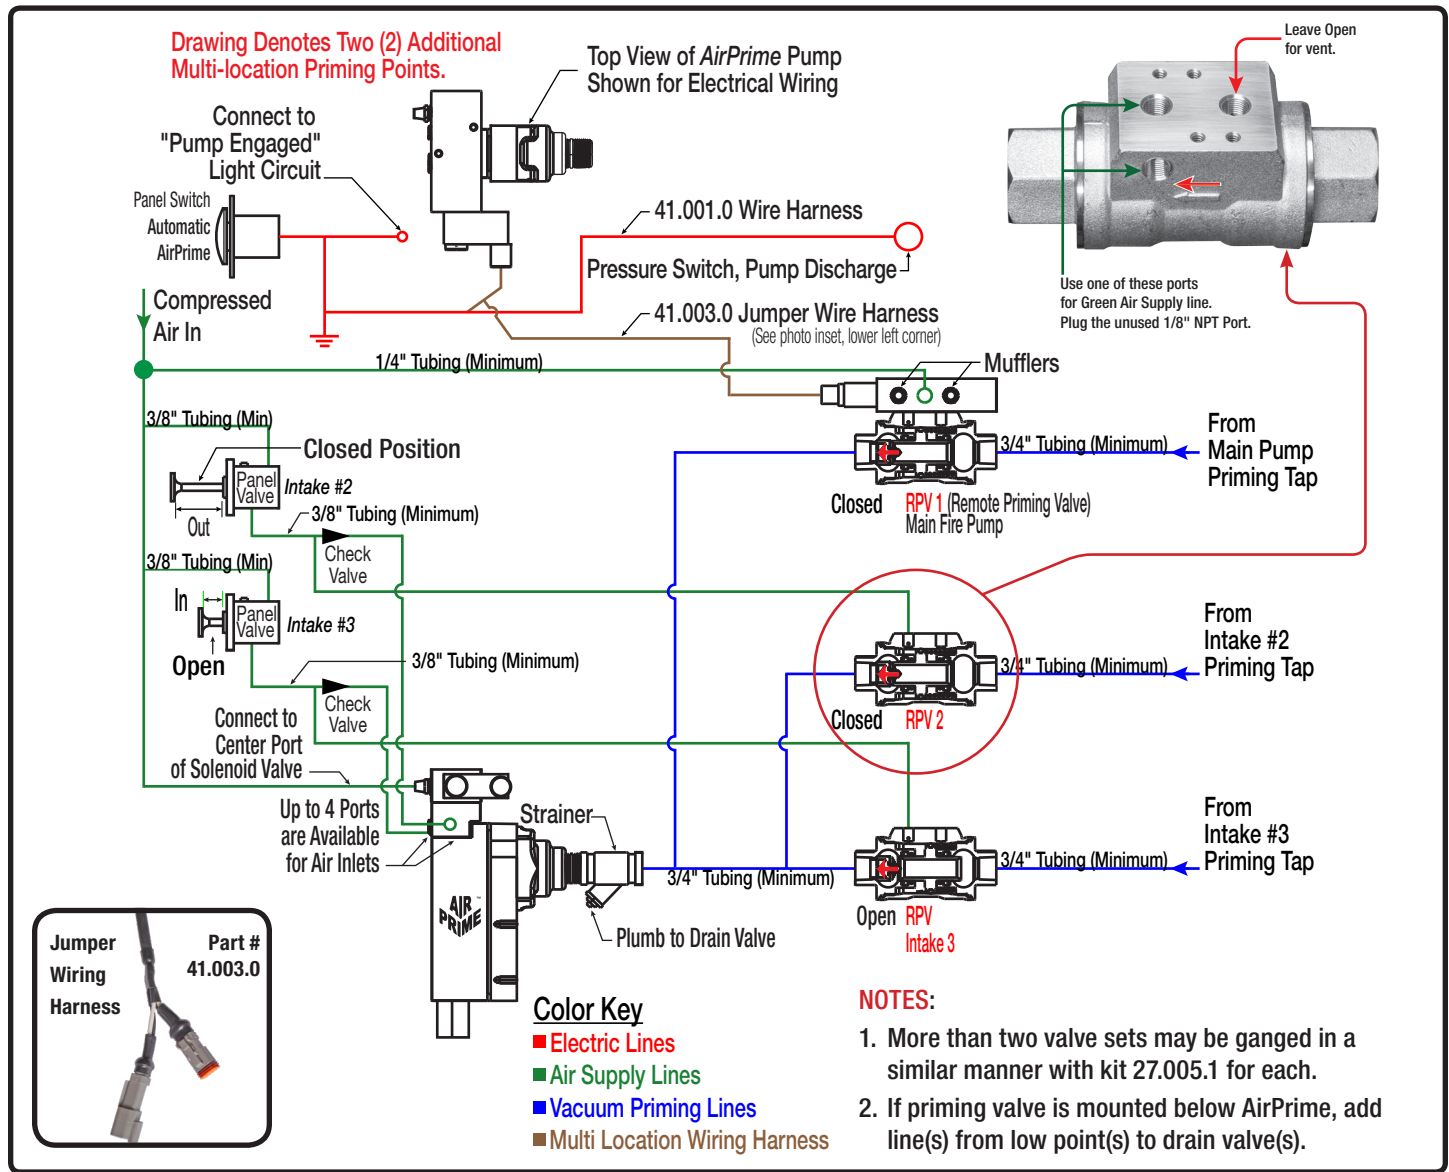 Drawing Denotes Two (2) Additional
Multi-location Priming Points.
Top View of AirPrime Pump
Shown for Electrical Wiring
Leave Open
for vent.
Connect to
"Pump Engaged"
Light Circuit
Panel Switch
Automatic
AirPrime
41.001.0 Wire Harness
Pressure Switch, Pump Discharge
Use one of these ports
for Green Air Supply line.
Plug the unused 1/8" NPT Port.
Compressed
Air In
41.003.0 Jumper Wire Harness
(See photo inset, lower left corner)
1/4" Tubing (Minimum)
Mufflers
3/8" Tubing (Min)
Closed Position
Panel
Valve
Intake #2
Out
3/8" Tubing (Minimum)
Check
Valve
3/4" Tubing (Minimum)
From
Main Pump
Priming Tap
Closed
RPV 1 (Remote Priming Valve)
Main Fire Pump
3/8" Tubing (Min)
In
Panel
Valve
Intake #3
Open
3/8" Tubing (Minimum)
Check
Valve
3/4" Tubing (Minimum)
From
Intake #2
Priming Tap
Closed
RPV 2
Connect to
Center Port
of Solenoid Valve
Up to 4 Ports
are Available
for Air Inlets
Strainer
3/4" Tubing (Minimum)
3/4" Tubing (Minimum)
From
Intake #3
Priming Tap
Open
RPV
Intake 3
AIR
PRIME
Plumb to Drain Valve
Jumper
Wiring
Harness
Part #
41.003.0
Color Key
Electric Lines
Air Supply Lines
Vacuum Priming Lines
Multi Location Wiring Harness
NOTES:
1. More than two valve sets may be ganged in a
similar manner with kit 27.005.1 for each.
2. If priming valve is mounted below AirPrime, add
line(s) from low point(s) to drain valve(s).